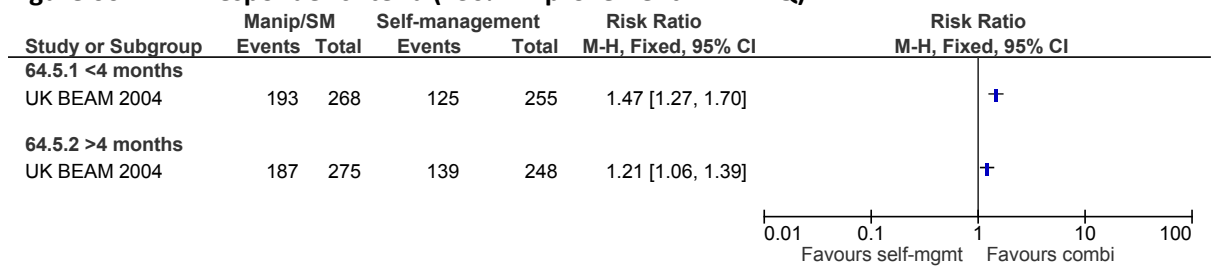 Manip/SM Self-management Risk Ratio Risk Ratio
Study or Subgroup Events Total Events Total M-H, Fixed, 95% CI M-H, Fixed, 95% CI
64.5.1 <4 months
UK BEAM 2004 193 268 125 255 1.47 [1.27, 1.70]
64.5.2 >4 months
UK BEAM 2004 187 275 139 248 1.21 [1.06, 1.39]
0.01 0.1 1 10 100
Favours self-mgmt Favours combi